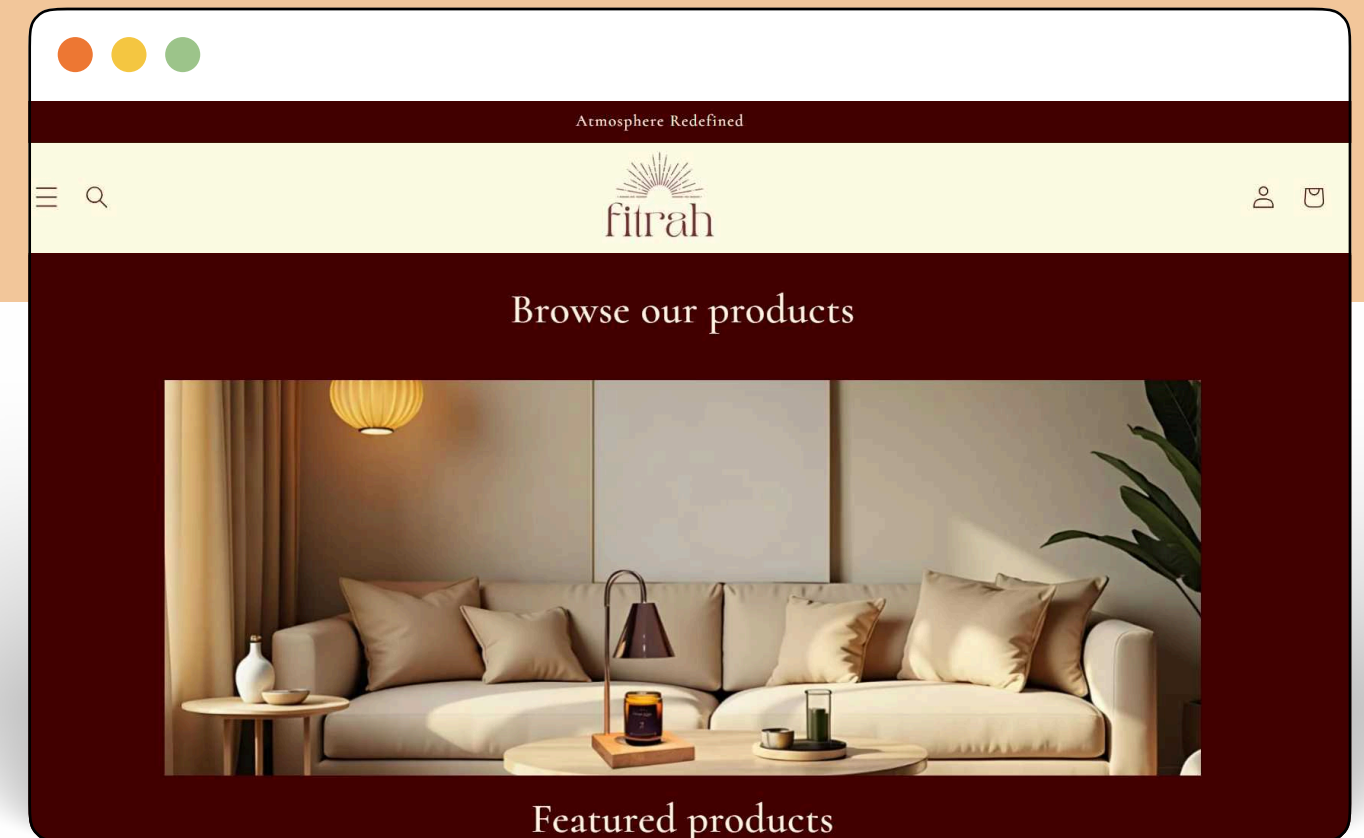 Atmosphere Redefined
fitrah
Browse our products
Featured products